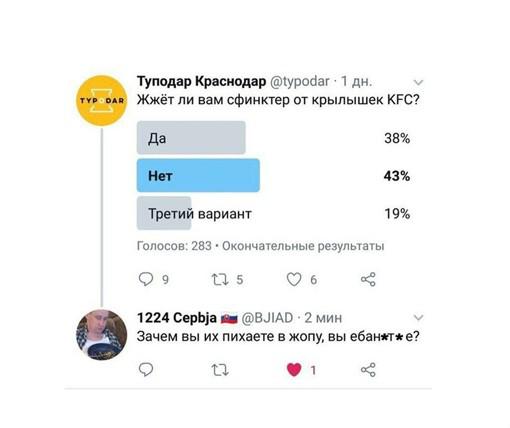 TYPODAR
Туподар Краснодар @typodar · 1 дн.
Жжёт ли вам сфинктер от крылышек KFC?
Да 38%
Нет 43%
Третий вариант 19%
Голосов: 283 · Окончательные результаты
9 5 6
1224 Cepbja 🇸🇰 @BJIAD · 2 мин
Зачем вы их пихаете в жопу, вы ебан*т*е?
1